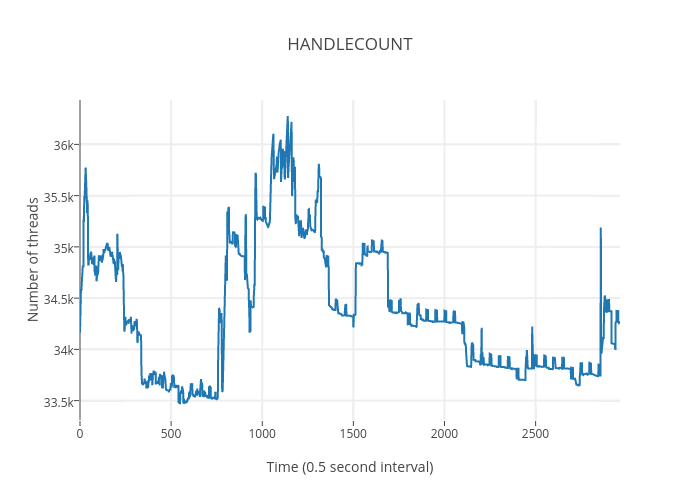 HANDLECOUNT
Number of threads
36k
35.5k
35k
34.5k
34k
33.5k
0
500
1000
1500
2000
2500
Time (0.5 second interval)